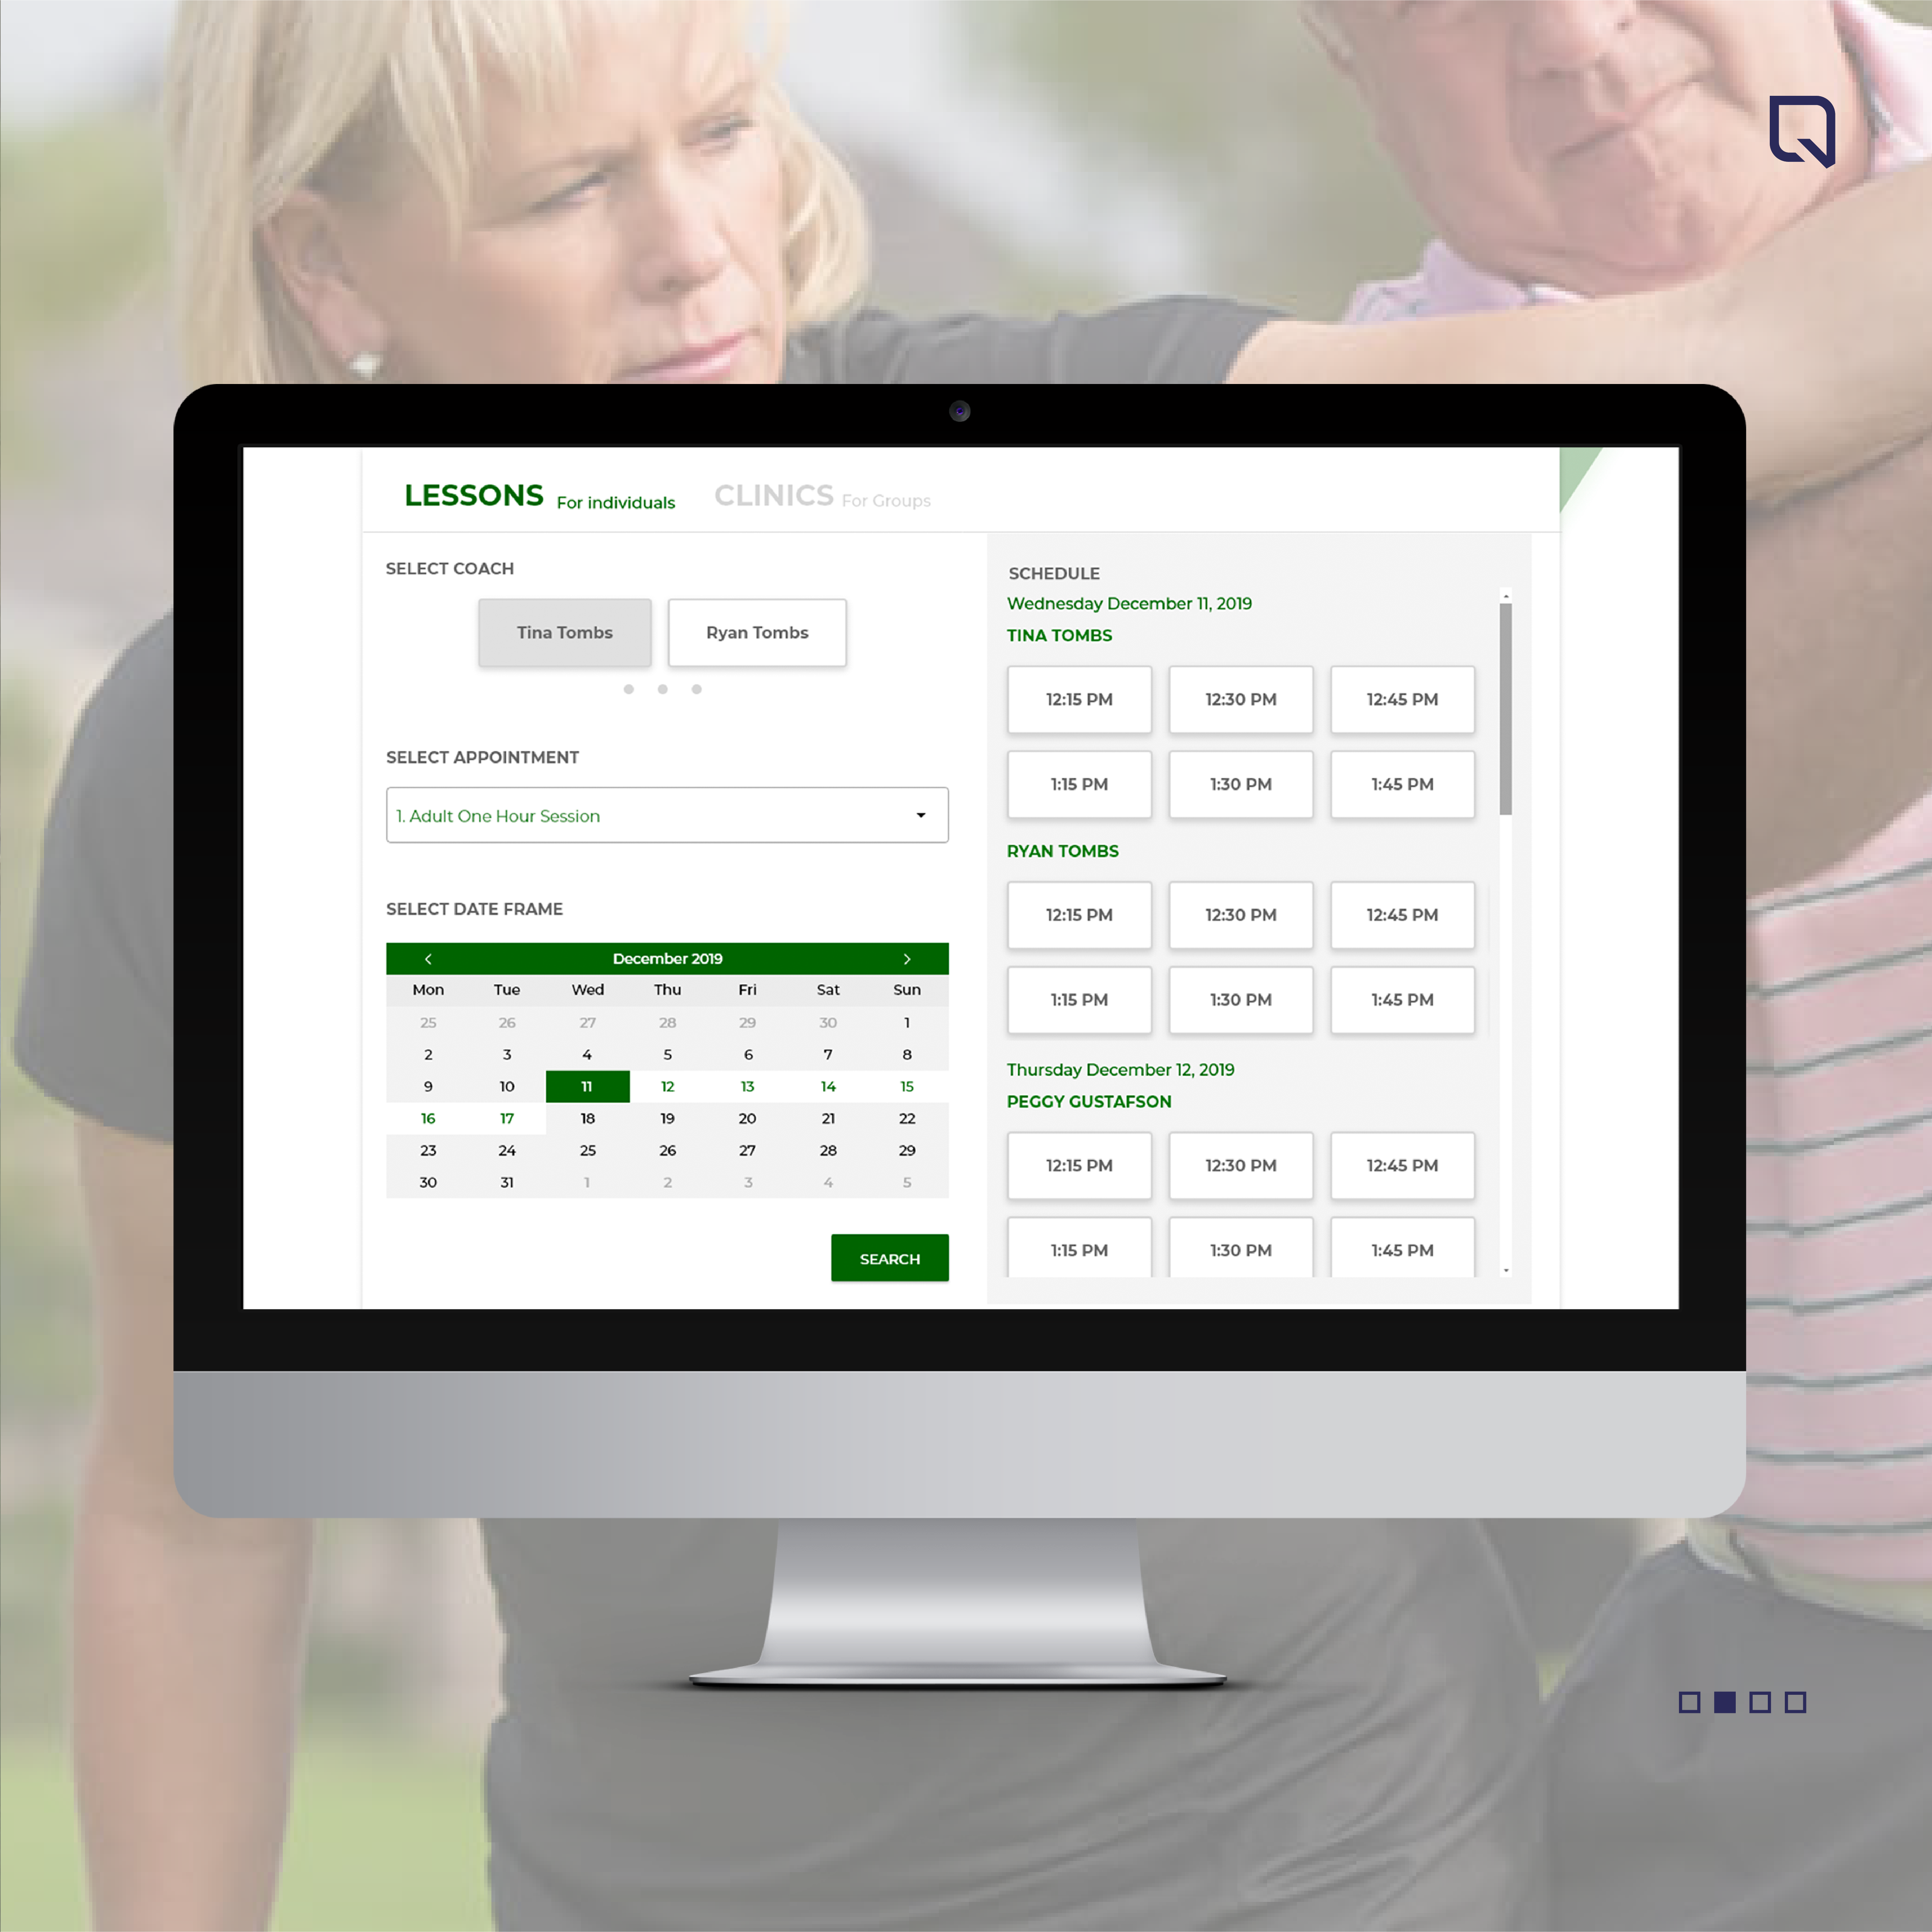 LESSONS For individuals CLINICS For Groups
SELECT COACH
Tina Tombs Ryan Tombs
SELECT APPOINTMENT
1. Adult One Hour Session
SELECT DATE FRAME
December 2019
Mon Tue Wed Thu Fri Sat Sun
25 26 27 28 29 30 1
2 3 4 5 6 7 8
9 10 11 12 13 14 15
16 17 18 19 20 21 22
23 24 25 26 27 28 29
30 31 1 2 3 4 5
SEARCH
SCHEDULE
Wednesday December 11, 2019
TINA TOMBS
12:15 PM 12:30 PM 12:45 PM
1:15 PM 1:30 PM 1:45 PM
RYAN TOMBS
12:15 PM 12:30 PM 12:45 PM
1:15 PM 1:30 PM 1:45 PM
Thursday December 12, 2019
PEGGY GUSTAFSON
12:15 PM 12:30 PM 12:45 PM
1:15 PM 1:30 PM 1:45 PM